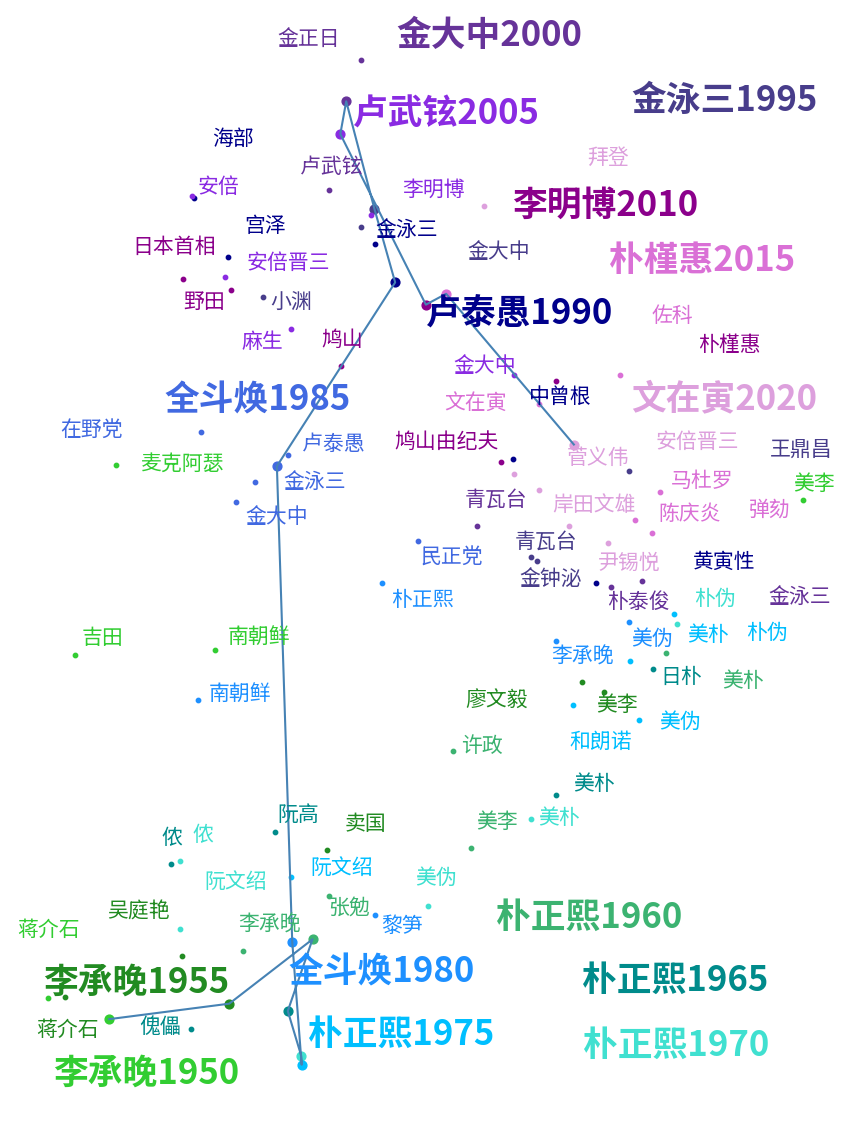 金正日
金大中2000
卢武铉2005
金泳三1995
海部
拜登
卢武铉
安倍
李明博
李明博2010
宫泽
金泳三
日本首相
金大中
朴槿惠2015
安倍晋三
野田
小渊
卢泰愚1990
佐科
麻生
鸠山
朴槿惠
金大中
全斗焕1985
文在寅
中曾根
文在寅2020
在野党
卢泰愚
鸠山由纪夫
安倍晋三
王鼎昌
麦克阿瑟
菅义伟
金泳三
马杜罗
美李
青瓦台
岸田文雄
金大中
陈庆炎
弹劾
民正党
青瓦台
尹锡悦
黄寅性
金钟泌
朴正熙
朴泰俊
朴伪
金泳三
吉田
南朝鲜
美伪
美朴
朴伪
李承晚
日朴
美朴
南朝鲜
廖文毅
美李
美伪
许政
和朗诺
美朴
阮高
卖国
美李
美朴
侬
侬
阮文绍
阮文绍
美伪
吴庭艳
张勉
朴正熙1960
蒋介石
李承晚
黎笋
李承晚1955
全斗焕1980
朴正熙1965
蒋介石
傀儡
朴正熙1975
朴正熙1970
李承晚1950